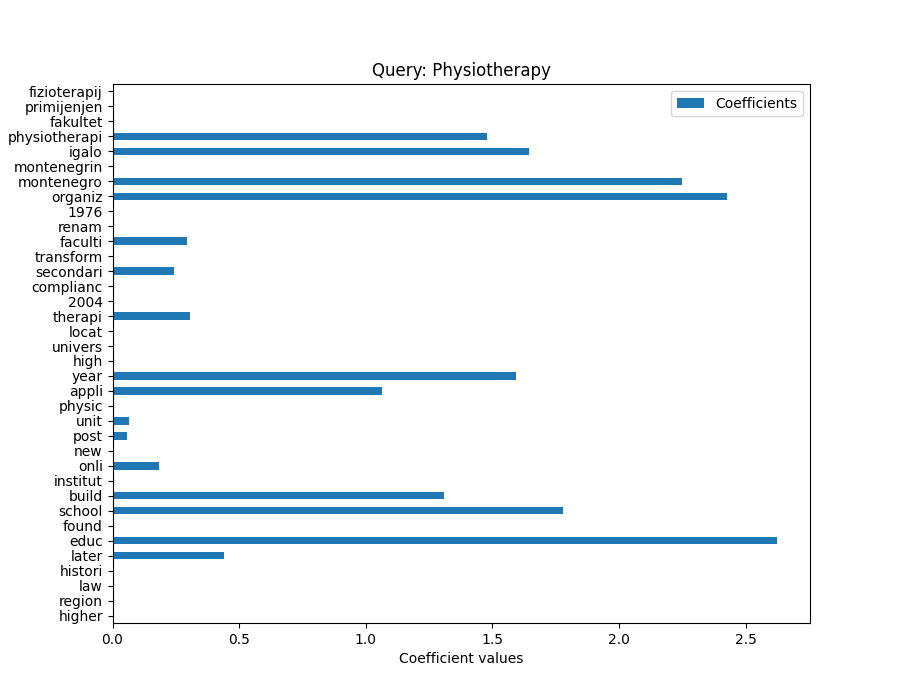 Query: Physiotherapy
Coefficients
fizioterapij
primijenjen
fakultet
physiotherapi
igalo
montenegrin
montenegro
organiz
1976
renam
faculti
transform
secondari
complianc
2004
therapi
locat
univers
high
year
appli
physic
unit
post
new
onli
institut
build
school
found
educ
later
histori
law
region
higher
0.0 0.5 1.0 1.5 2.0 2.5
Coefficient values